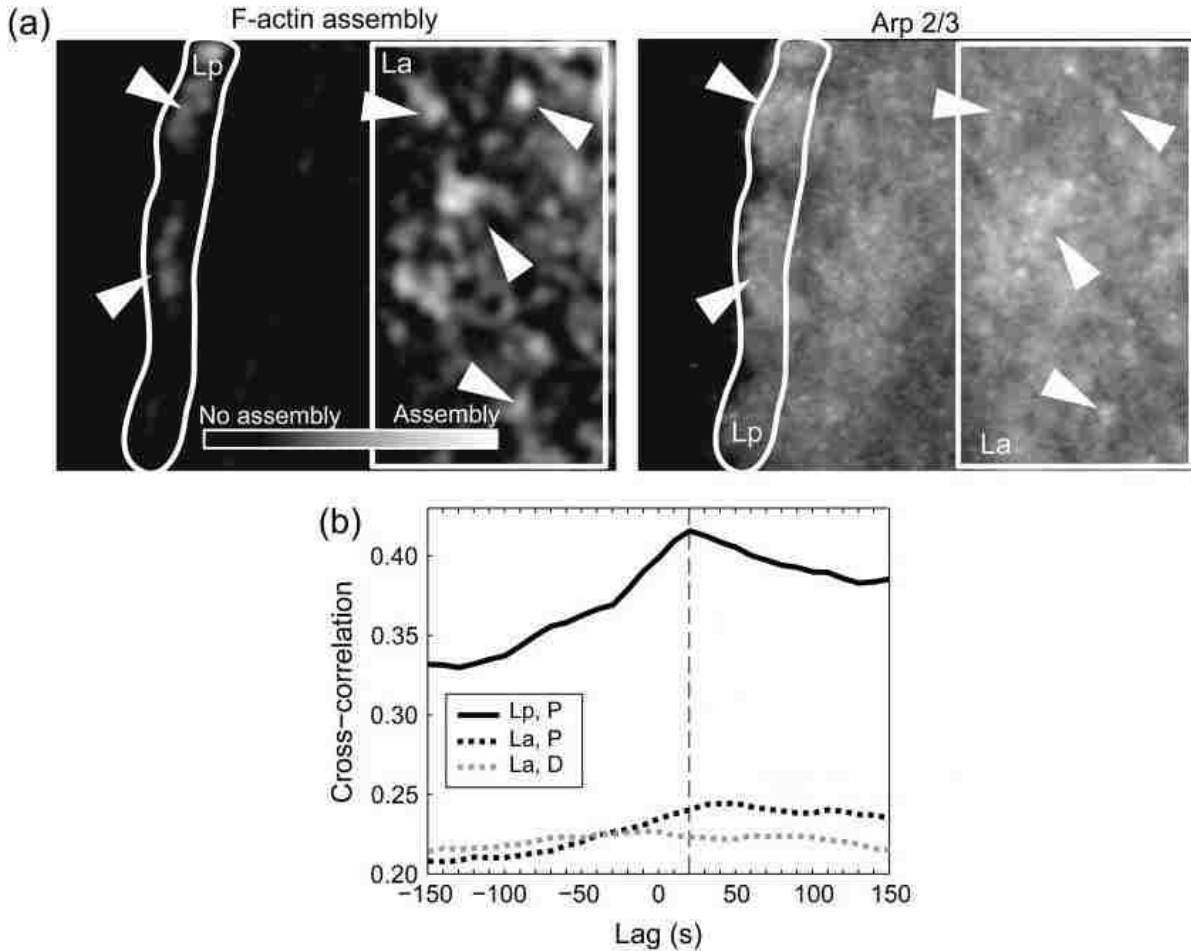 (a)
F-actin assembly
Arp 2/3
Lp
La
No assembly
Assembly
Lp
La
(b)
Cross−correlation
0.40
0.35
0.30
0.25
0.20
Lp, P
La, P
La, D
−150 −100 −50 0 50 100 150
Lag (s)